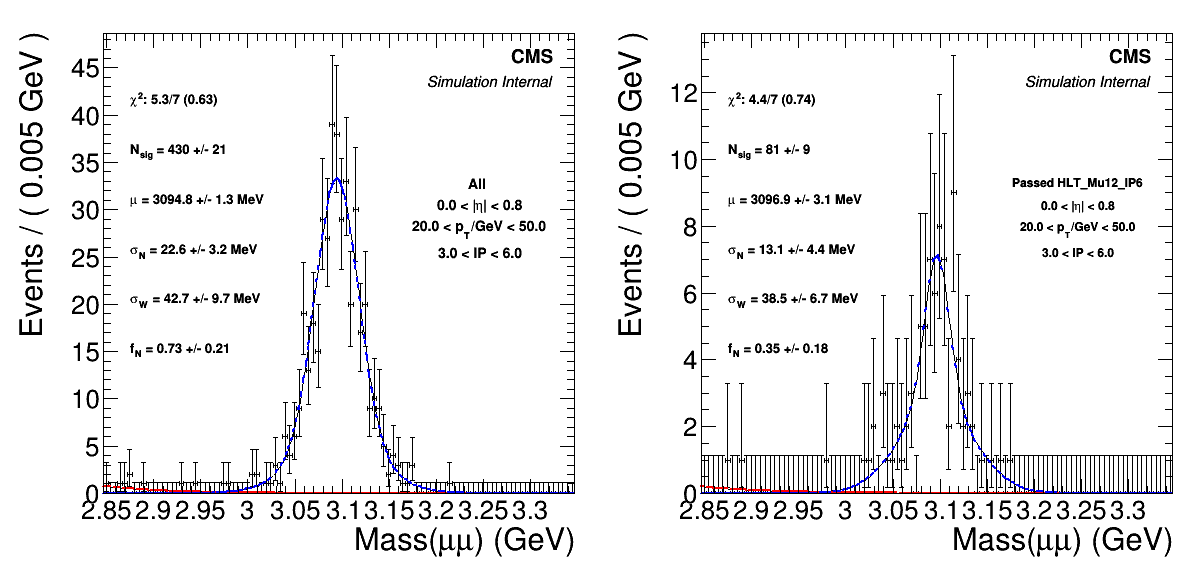 Events / ( 0.005 GeV )
45
40
35
30
25
20
15
10
5
0
CMS
Simulation Internal
χ²: 5.3/7 (0.63)
N_sig = 430 +/- 21
μ = 3094.8 +/- 1.3 MeV
σ_N = 22.6 +/- 3.2 MeV
σ_W = 42.7 +/- 9.7 MeV
f_N = 0.73 +/- 0.21
All
0.0 < |η| < 0.8
20.0 < p_T/GeV < 50.0
3.0 < IP < 6.0
2.85 2.9 2.95 3 3.05 3.1 3.15 3.2 3.25 3.3
Mass(μμ) (GeV)
Events / ( 0.005 GeV )
12
10
8
6
4
2
0
CMS
Simulation Internal
χ²: 4.4/7 (0.74)
N_sig = 81 +/- 9
μ = 3096.9 +/- 3.1 MeV
σ_N = 13.1 +/- 4.4 MeV
σ_W = 38.5 +/- 6.7 MeV
f_N = 0.35 +/- 0.18
Passed HLT_Mu12_IP6
0.0 < |η| < 0.8
20.0 < p_T/GeV < 50.0
3.0 < IP < 6.0
2.85 2.9 2.95 3 3.05 3.1 3.15 3.2 3.25 3.3
Mass(μμ) (GeV)